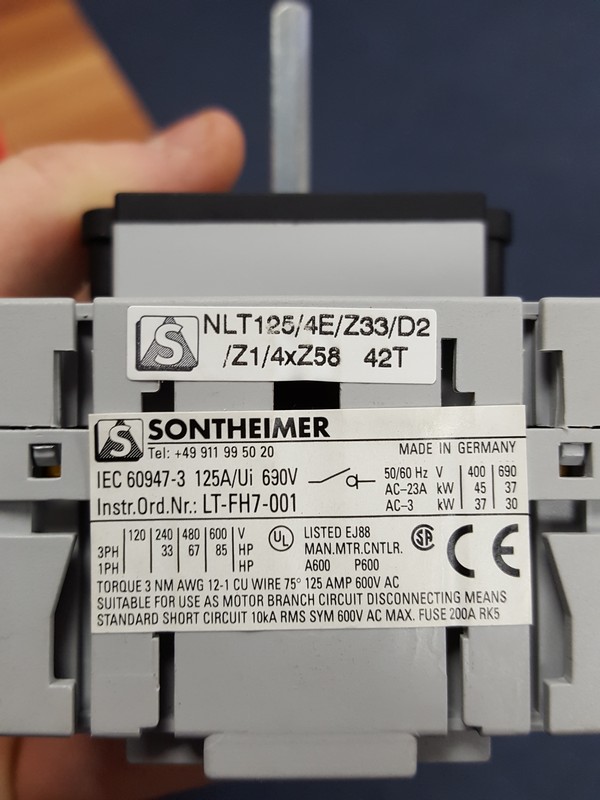 S NLT125/4E/Z33/D2
/Z1/4xZ58 42T
S SONTHEIMER
Tel: +49 911 99 50 20 MADE IN GERMANY
IEC 60947-3 125A/Ui 690V 50/60 Hz V 400 690
AC-23A kW 45 37
Instr.Ord.Nr.: LT-FH7-001 AC-3 kW 37 30
120 240 480 600 V UL LISTED EJ88 SA CE
3PH 33 67 85 HP MAN.MTR.CNTLR.
1PH HP A600 P600
TORQUE 3 NM AWG 12-1 CU WIRE 75° 125 AMP 600V AC
SUITABLE FOR USE AS MOTOR BRANCH CIRCUIT DISCONNECTING MEANS
STANDARD SHORT CIRCUIT 10kA RMS SYM 600V AC MAX. FUSE 200A RK5